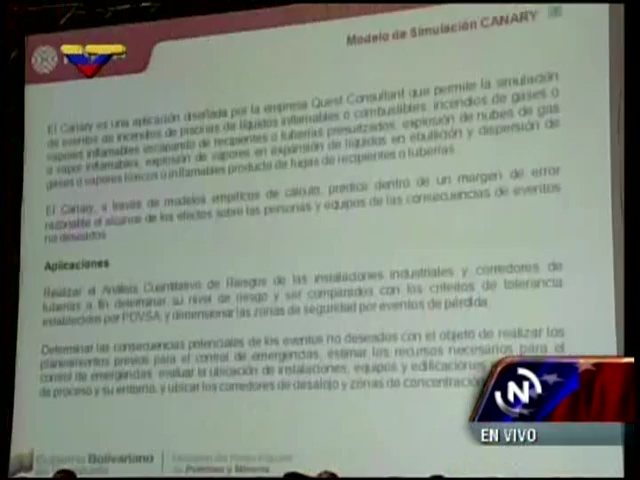 Modelo de Simulación CANARY
El Canary es una aplicación diseñada por la empresa Quest Consultant que permite la simulación
de eventos de incendios de piscinas de líquidos inflamables o combustibles, incendios de gases o
vapores inflamables escapando de recipientes o tuberías presurizados, explosión de nubes de gas
o vapor inflamables, explosión de vapores en expansión de líquidos en ebullición y dispersión de
gases o vapores tóxicos o inflamables producto de fugas de recipientes o tuberías.
El Canary, a través de modelos empíricos de cálculo, predice dentro de un margen de error
razonable el alcance de los efectos sobre las personas y equipos de las consecuencias de eventos
no deseados.
Aplicaciones
Realizar el Análisis Cuantitativo de Riesgos de las instalaciones industriales y corredores de
tuberías a fin determinar su nivel de riesgo y ser comparados con los criterios de tolerancia
establecidos por PDVSA, y dimensionar las zonas de seguridad por eventos de pérdida.
Determinar las consecuencias potenciales de los eventos no deseados con el objeto de realizar los
planeamientos previos para el control de emergencias, estimar los recursos necesarios para el
control de emergencias, evaluar la ubicación de instalaciones, equipos y edificaciones
de proceso y su entorno, y ubicar los corredores de desalojo y zonas de concentración
N
EN VIVO
Gobierno Bolivariano
de Petróleo y Minería